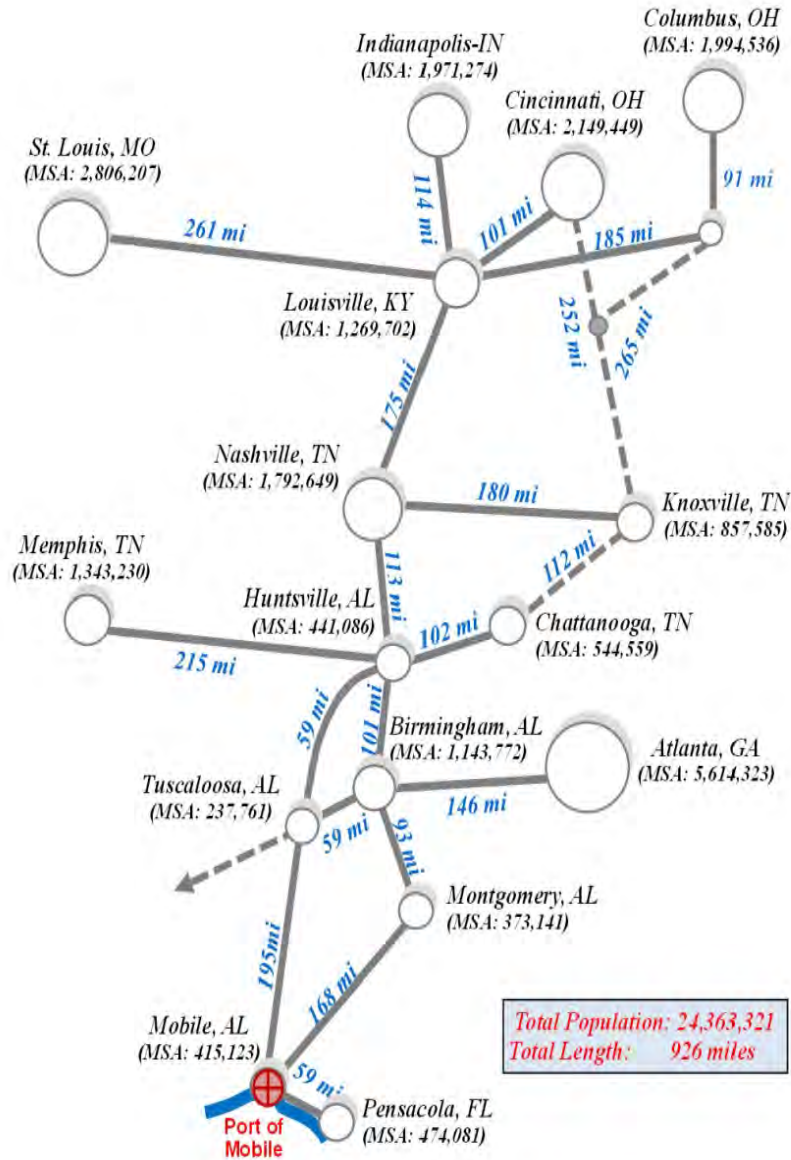 Columbus, OH
(MSA: 1,994,536)
Indianapolis-IN
(MSA: 1,971,274)
Cincinnati, OH
(MSA: 2,149,449)
St. Louis, MO
(MSA: 2,806,207)
91 mi
114 mi
101 mi
261 mi
185 mi
Louisville, KY
(MSA: 1,269,702)
252 mi
265 mi
175 mi
Nashville, TN
(MSA: 1,792,649)
180 mi
Knoxville, TN
(MSA: 857,585)
Memphis, TN
(MSA: 1,343,230)
113 mi
112 mi
Huntsville, AL
(MSA: 441,086)
102 mi
Chattanooga, TN
(MSA: 544,559)
215 mi
59 mi
101 mi
Birmingham, AL
(MSA: 1,143,772)
Atlanta, GA
(MSA: 5,614,323)
Tuscaloosa, AL
(MSA: 237,761)
59 mi
146 mi
93 mi
Montgomery, AL
(MSA: 373,141)
195mi
168 mi
Total Population: 24,363,321
Total Length: 926 miles
Mobile, AL
(MSA: 415,123)
59 mi
Pensacola, FL
(MSA: 474,081)
Port of
Mobile